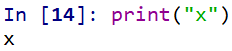 In [14]: print("x")
x